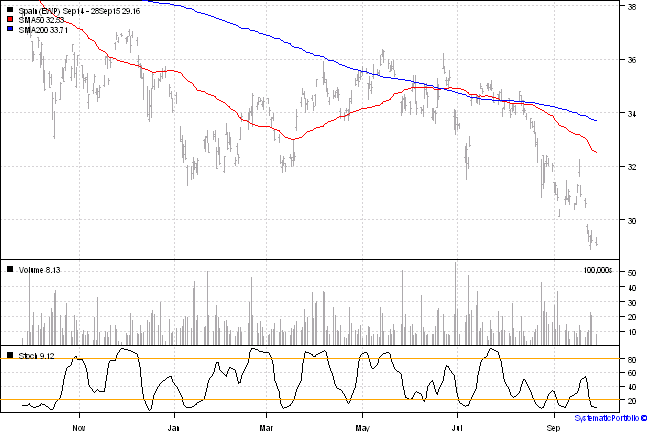 Spain (EWP) Sep14 - 28Sep15 29.16
SMA50 32.53
SMA200 33.71
38
36
34
32
30
Volume 8.13
100,000s
50
40
30
20
10
Stoch 9.12
80
60
40
20
Nov
Jan
Mar
May
Jul
Sep
SystematicPortfolio ©